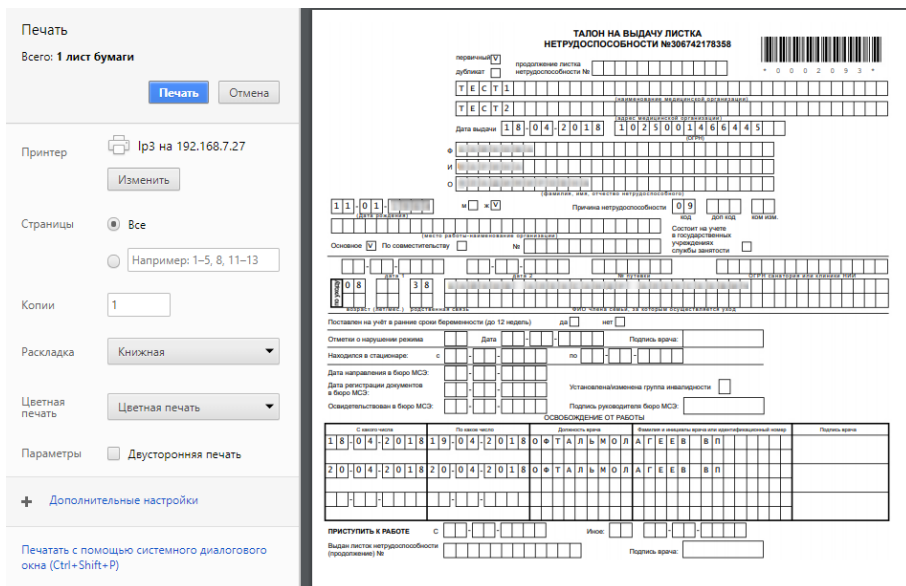 Печать
Всего: 1 лист бумаги
Печать Отмена
Принтер lp3 на 192.168.7.27
Изменить
Страницы Все
Например: 1–5, 8, 11–13
Копии 1
Раскладка Книжная
Цветная печать Цветная печать
Параметры Двусторонняя печать
+ Дополнительные настройки
Печатать с помощью системного диалогового
окна (Ctrl+Shift+P)
ТАЛОН НА ВЫДАЧУ ЛИСТКА
НЕТРУДОСПОСОБНОСТИ №306742178358
* 0 0 0 2 0 9 3 *
первичный V
продолжение листка
дубликат нетрудоспособности №
ТЕСТ1
(наименование медицинской организации)
ТЕСТ2
(адрес медицинской организации)
Дата выдачи 18-04-2018 1025001466445
(ОГРН)
Ф
И
О
(фамилия, имя, отчество нетрудоспособного)
11-01- м ж V Причина нетрудоспособности 09
(дата рождения) код доп код ком изм.
(место работы-наименование организации)
Состоит на учете
в государственных
учреждениях
службы занятости
Основное V По совместительству №
дата 1 дата 2 № путевки ОГРН санатория или клиники НИИ
по уходу 08 38
возраст (лет/мес.) родственная связь ФИО члена семьи, за которым осуществляется уход
Поставлен на учёт в ранние сроки беременности (до 12 недель) да нет
Отметки о нарушение режима Дата Подпись врача:
Находился в стационаре: с по
Дата направления в бюро МСЭ:
Дата регистрации документов
в бюро МСЭ: Установлена/изменена группа инвалидности
Освидетельствован в бюро МСЭ: Подпись руководителя бюро МСЭ:
ОСВОБОЖДЕНИЕ ОТ РАБОТЫ
С какого числа По какое число Должность врача Фамилия и инициалы врача или идентификационный номер Подпись врача
18-04-2018 19-04-2018 ОФТАЛЬМОЛ АГЕЕВ ВП
20-04-2018 20-04-2018 ОФТАЛЬМОЛ АГЕЕВ ВП
ПРИСТУПИТЬ К РАБОТЕ С Иное:
Выдан листок нетрудоспособности
(продолжение) № Подпись врача: